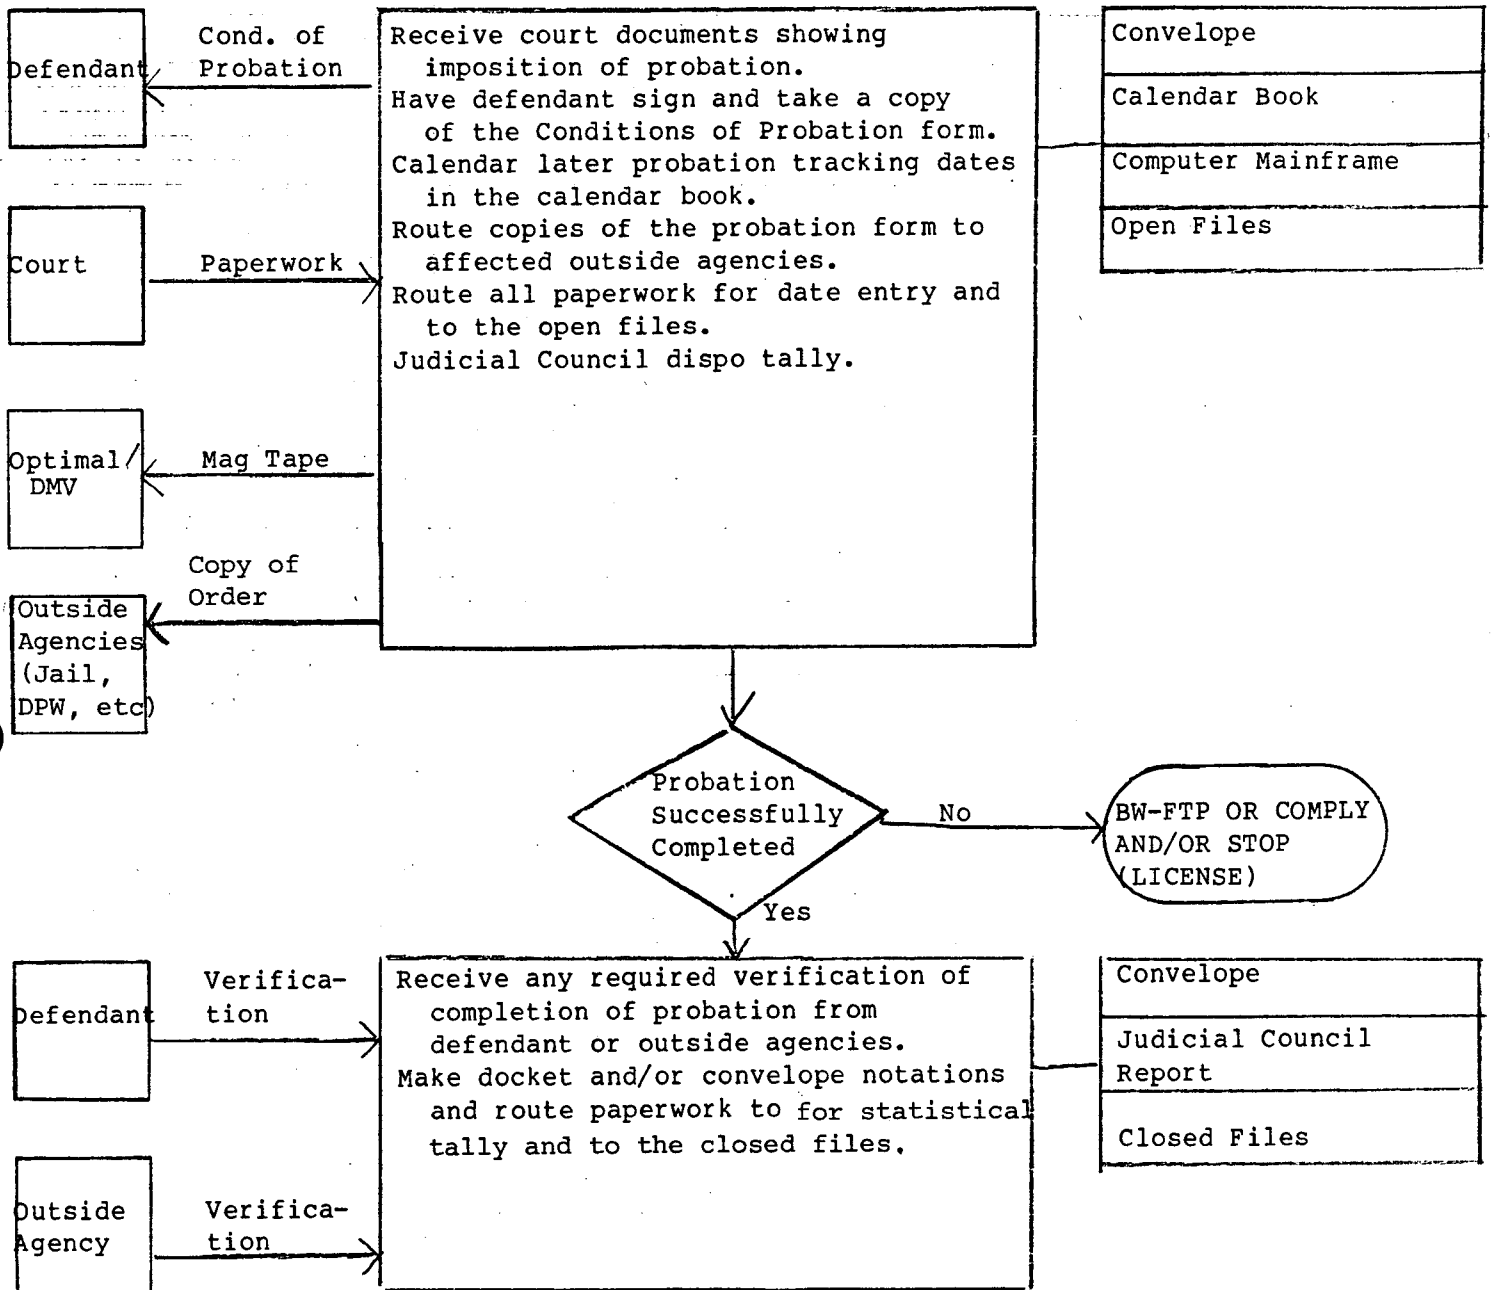 Defendant
Cond. of
Probation
Receive court documents showing
imposition of probation.
Have defendant sign and take a copy
of the Conditions of Probation form.
Calendar later probation tracking dates
in the calendar book.
Route copies of the probation form to
affected outside agencies.
Route all paperwork for date entry and
to the open files.
Judicial Council dispo tally.
Convelope
Calendar Book
Computer Mainframe
Open Files
Court
Paperwork
Optimal/
DMV
Mag Tape
Copy of
Order
Outside
Agencies
(Jail,
DPW, etc)
Probation
Successfully
Completed
No
BW-FTP OR COMPLY
AND/OR STOP
(LICENSE)
Yes
Defendant
Verifica-
tion
Receive any required verification of
completion of probation from
defendant or outside agencies.
Make docket and/or convelope notations
and route paperwork to for statistical
tally and to the closed files.
Convelope
Judicial Council
Report
Closed Files
Outside
Agency
Verifica-
tion